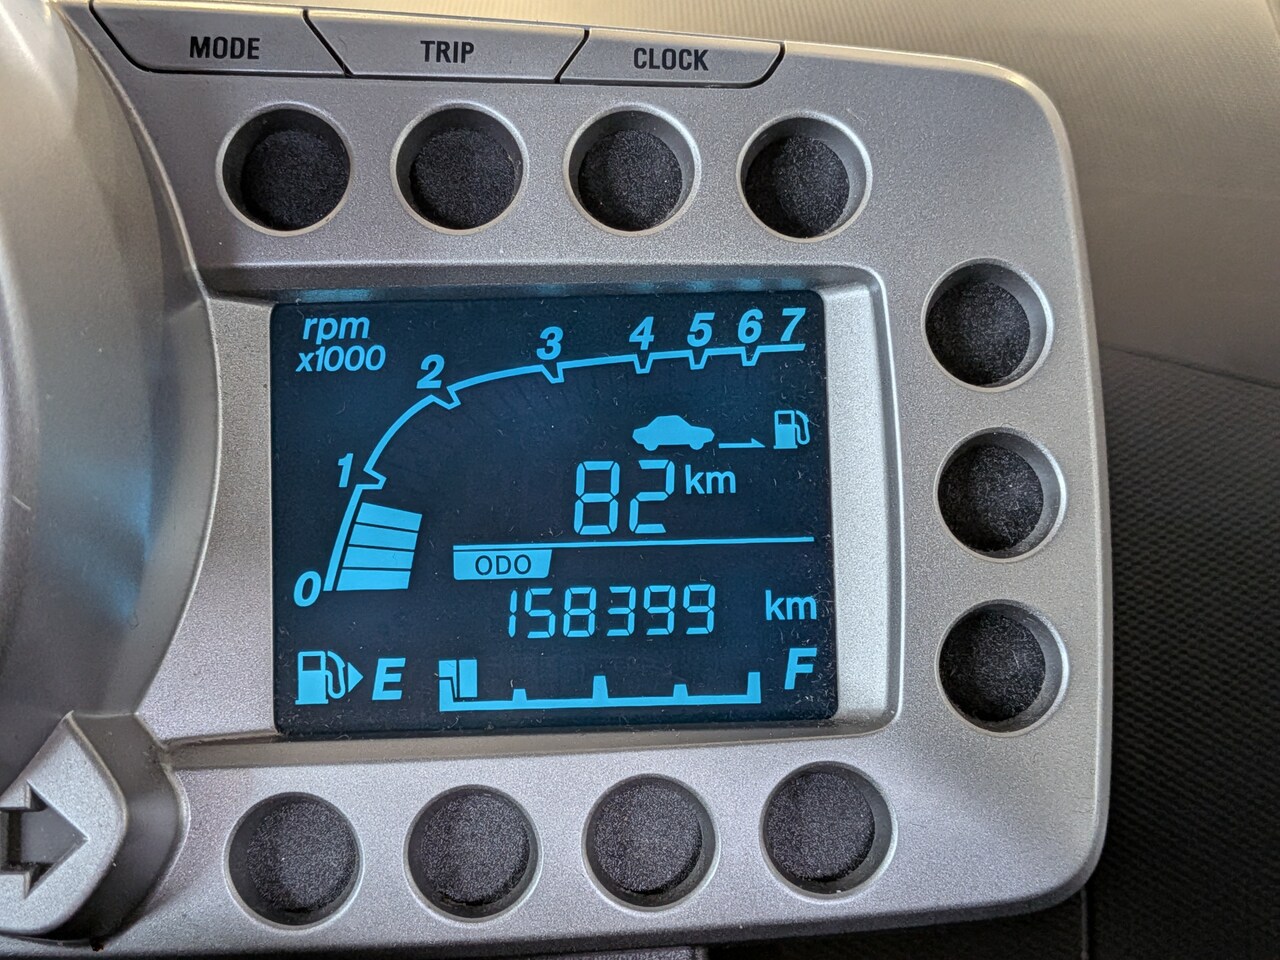 MODE TRIP CLOCK
rpm
x1000
0 1 2 3 4 5 6 7
82 km
ODO
158399 km
E F